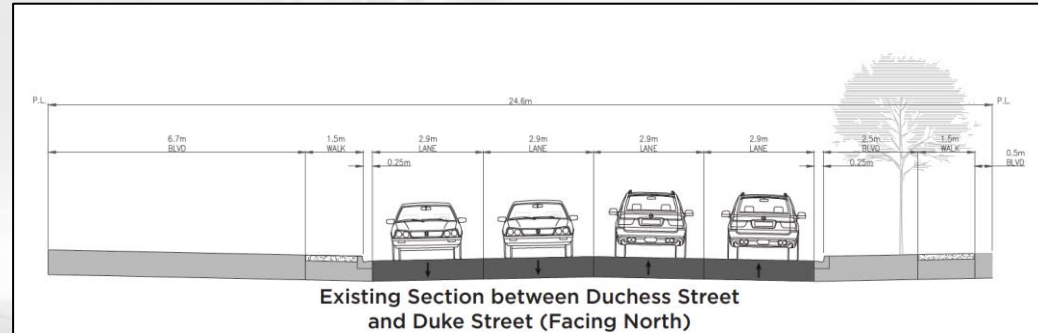 P.L.
24.6m
P.L.
6.7m
BLVD
1.5m
WALK
2.9m
LANE
2.9m
LANE
2.9m
LANE
2.9m
LANE
2.5m
BLVD
1.5m
WALK
0.5m
BLVD
0.25m
0.25m
Existing Section between Duchess Street
and Duke Street (Facing North)